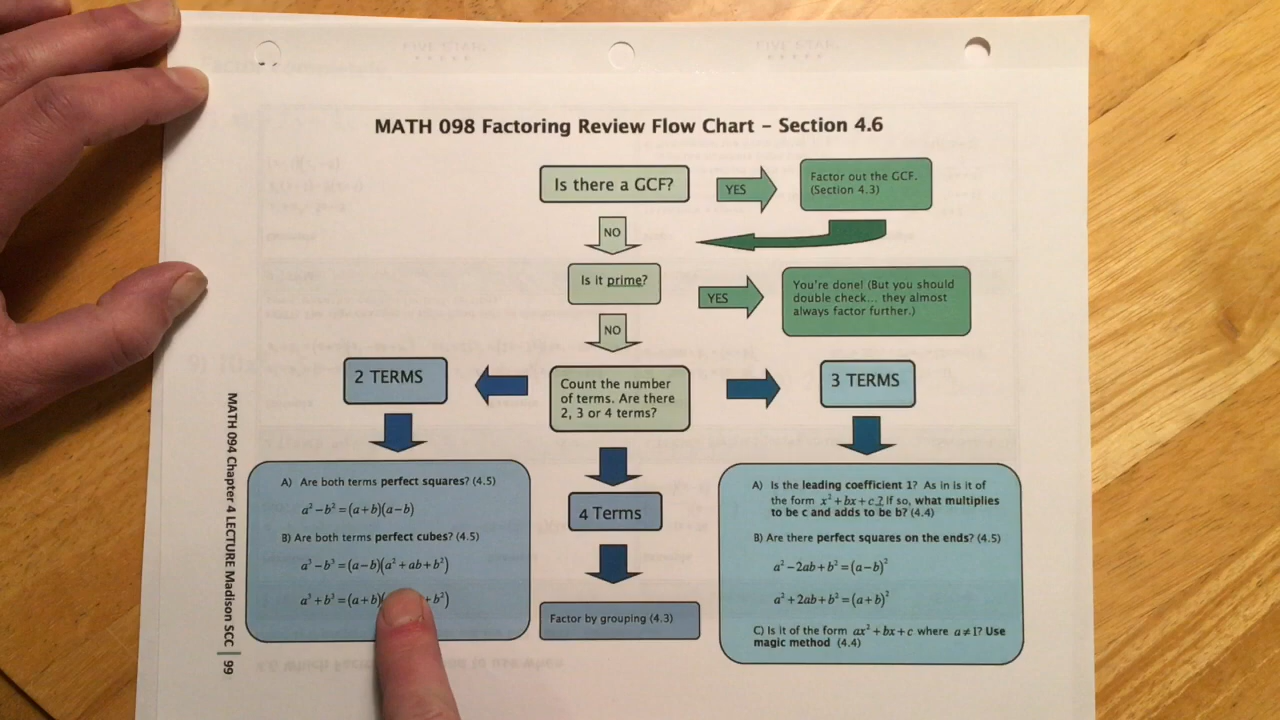 MATH 098 Factoring Review Flow Chart – Section 4.6
Is there a GCF?
YES
Factor out the GCF.
(Section 4.3)
NO
Is it prime?
YES
You're done! (But you should
double check... they almost
always factor further.)
NO
2 TERMS
Count the number
of terms. Are there
2, 3 or 4 terms?
3 TERMS
A) Are both terms perfect squares? (4.5)
a² − b² = (a+b)(a−b)
B) Are both terms perfect cubes? (4.5)
a³ − b³ = (a−b)(a² + ab + b²)
a³ + b³ = (a+b)( + b²)
4 Terms
Factor by grouping (4.3)
A) Is the leading coefficient 1? As in is it of
the form x² + bx + c ? If so, what multiplies
to be c and adds to be b? (4.4)
B) Are there perfect squares on the ends? (4.5)
a² − 2ab + b² = (a−b)²
a² + 2ab + b² = (a+b)²
C) Is it of the form ax² + bx + c where a ≠ 1? Use
magic method (4.4)
MATH 094 Chapter 4 LECTURE Madison SCC | 99